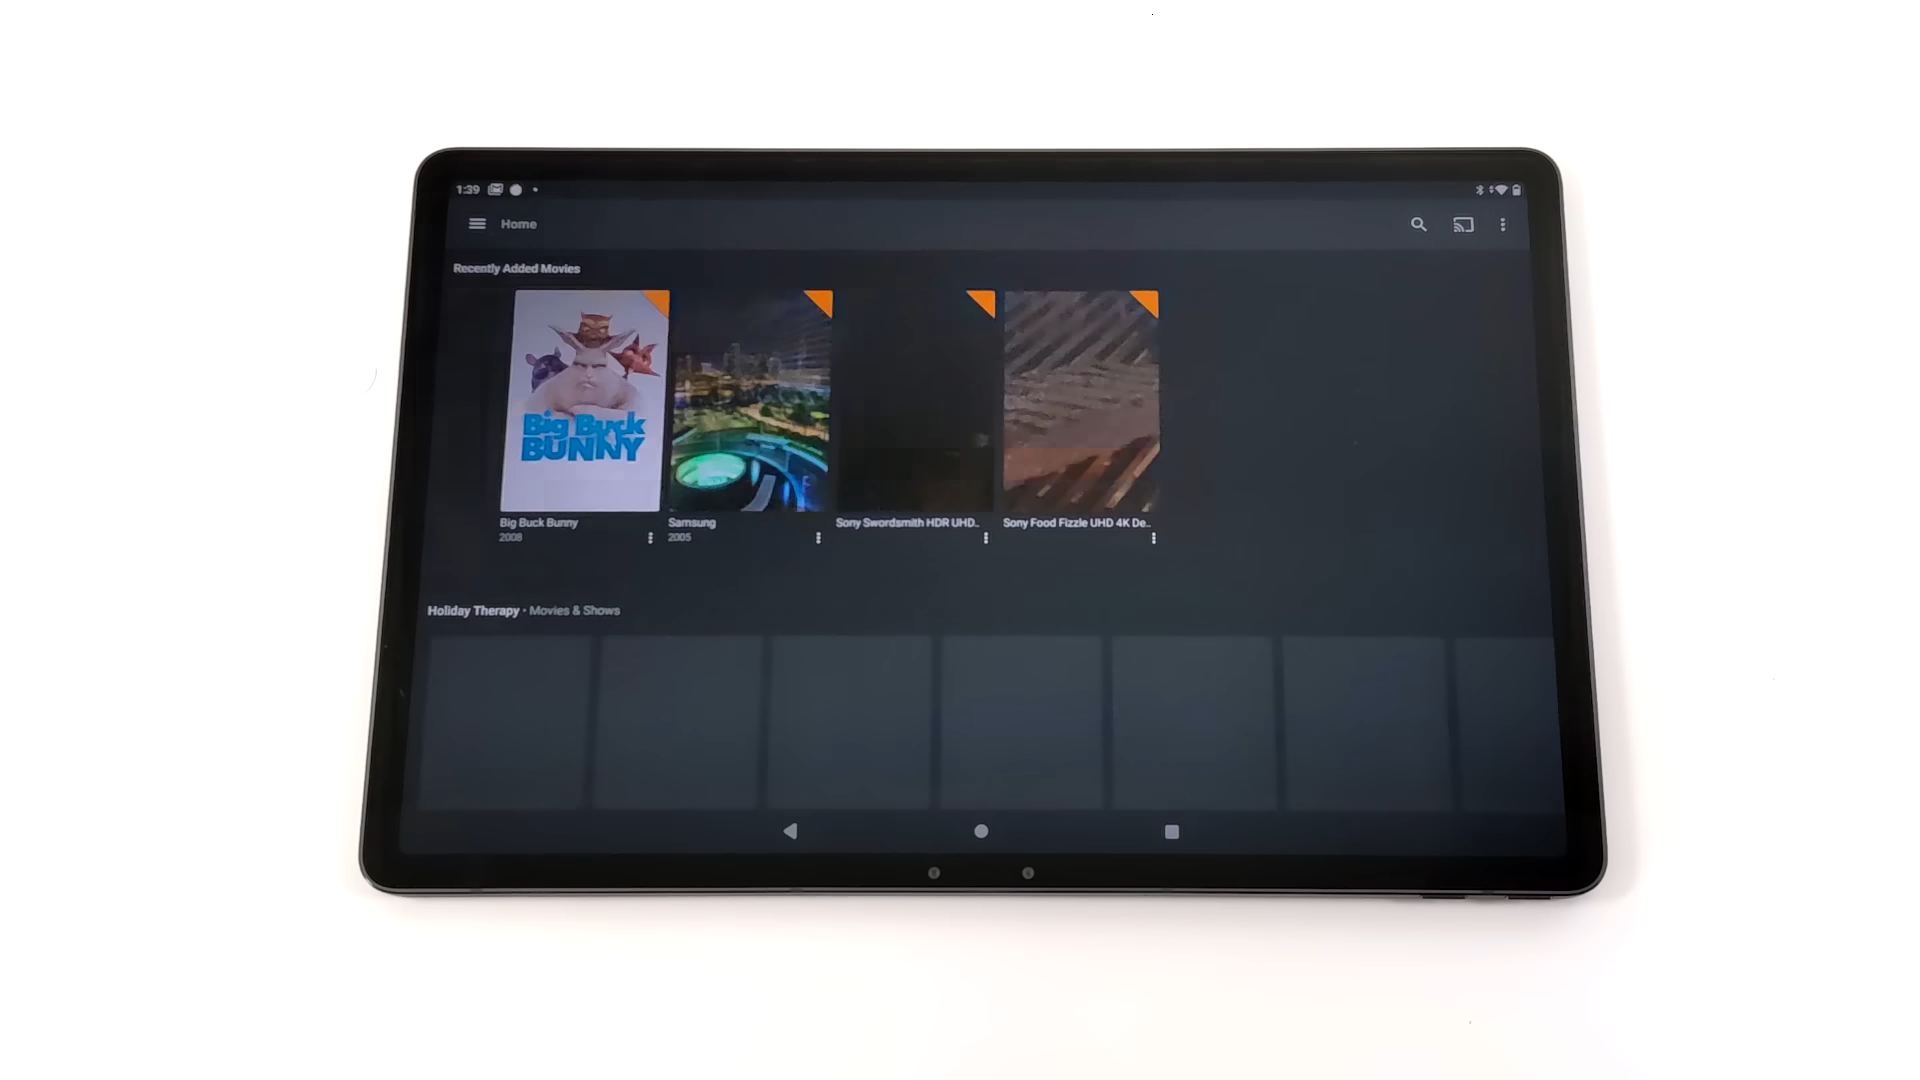 1:39
Home
Recently Added Movies
Big Buck
BUNNY
Big Buck Bunny
2008
Samsung
2005
Sony Swordsmith HDR UHD..
Sony Food Fizzle UHD 4K De..
Holiday Therapy · Movies & Shows